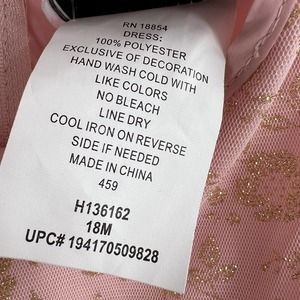 RN 18854
DRESS:
100% POLYESTER
EXCLUSIVE OF DECORATION
HAND WASH COLD WITH
LIKE COLORS
NO BLEACH
LINE DRY
COOL IRON ON REVERSE
SIDE IF NEEDED
MADE IN CHINA
459
H136162
18M
UPC# 194170509828